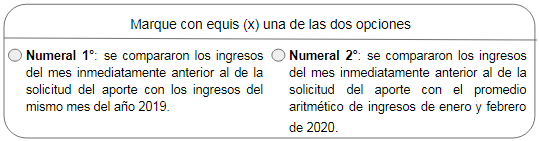 Marque con equis (x) una de las dos opciones
Numeral 1°: se compararon los ingresos
del mes inmediatamente anterior al de la
solicitud del aporte con los ingresos del
mismo mes del año 2019.
Numeral 2°: se compararon los ingresos
del mes inmediatamente anterior al de la
solicitud del aporte con el promedio
aritmético de ingresos de enero y febrero
de 2020.